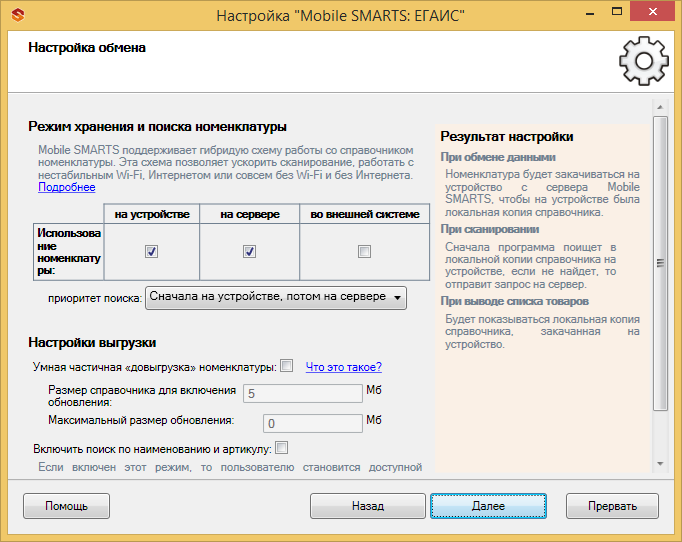 Настройка "Mobile SMARTS: ЕГАИС"
Настройка обмена
Режим хранения и поиска номенклатуры
Mobile SMARTS поддерживает гибридную схему работы со справочником
номенклатуры. Эта схема позволяет ускорить сканирование, работать с
нестабильным Wi-Fi, Интернетом или совсем без Wi-Fi и без Интернета.
Подробнее
на устройстве на сервере во внешней системе
Использова
ние
номенклату
ры:
приоритет поиска: Сначала на устройстве, потом на сервере
Настройки выгрузки
Умная частичная «довыгрузка» номенклатуры: Что это такое?
Размер справочника для включения
обновления: 5 Мб
Максимальный размер обновления: 0 Мб
Включить поиск по наименованию и артикулу:
Если включен этот режим, то пользователю становится доступной
Результат настройки
При обмене данными
Номенклатура будет закачиваться на
устройство с сервера Mobile
SMARTS, чтобы на устройстве была
локальная копия справочника.
При сканировании
Сначала программа поищет в
локальной копии справочника на
устройстве, если не найдет, то
отправит запрос на сервер.
При выводе списка товаров
Будет показываться локальная копия
справочника, закачанная на
устройство.
Помощь Назад Далее Прервать